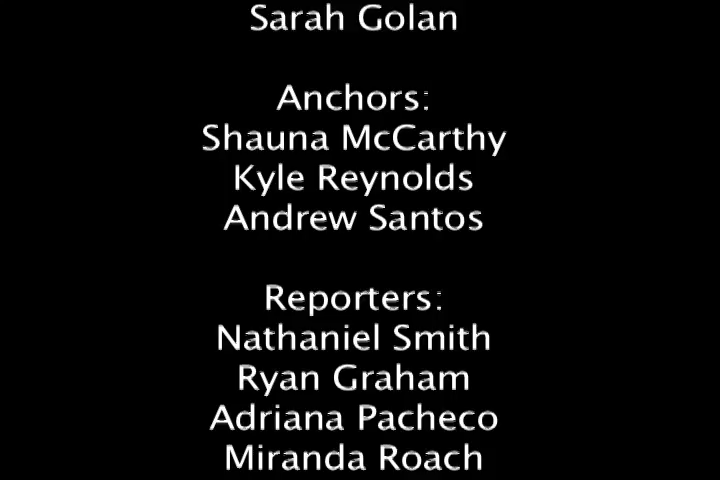 Sarah Golan
Anchors:
Shauna McCarthy
Kyle Reynolds
Andrew Santos
Reporters:
Nathaniel Smith
Ryan Graham
Adriana Pacheco
Miranda Roach